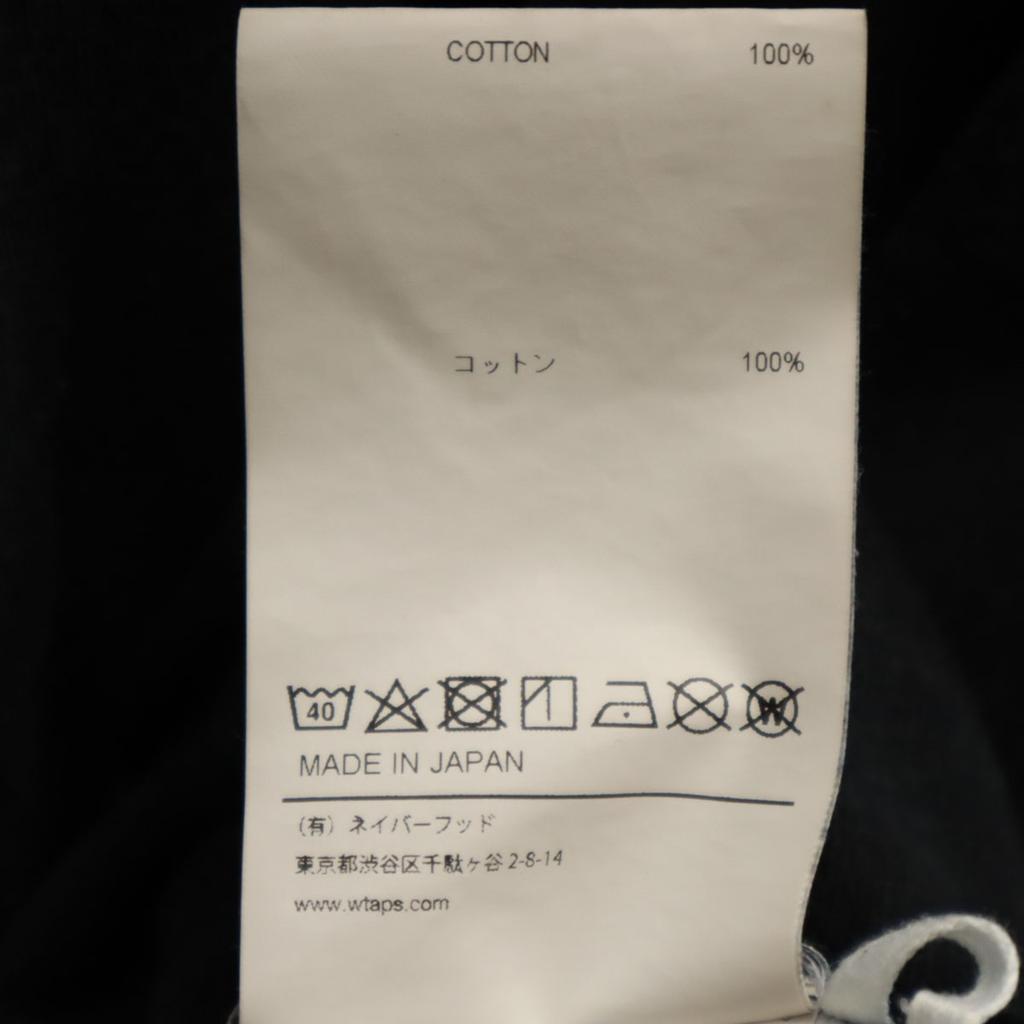 COTTON 100%
コットン 100%
40
W
MADE IN JAPAN
(有) ネイバーフッド
東京都渋谷区千駄ヶ谷 2-8-14
www.wtaps.com